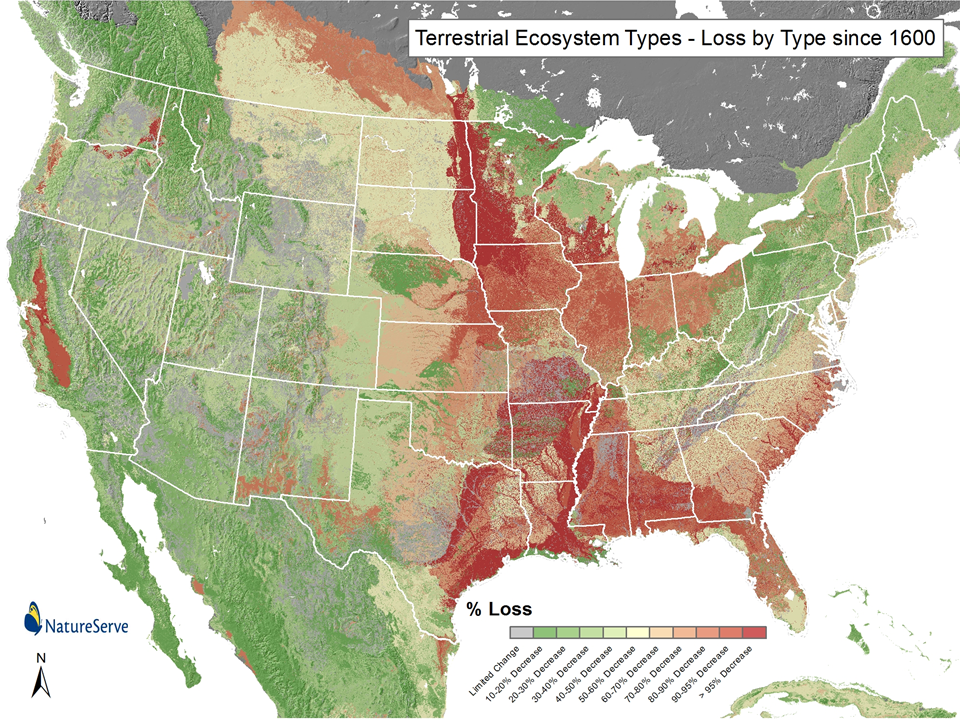 Terrestrial Ecosystem Types - Loss by Type since 1600
% Loss
Limited Change
10-20% Decrease
20-30% Decrease
30-40% Decrease
40-50% Decrease
50-60% Decrease
60-70% Decrease
70-80% Decrease
80-90% Decrease
90-95% Decrease
> 95% Decrease
NatureServe
N